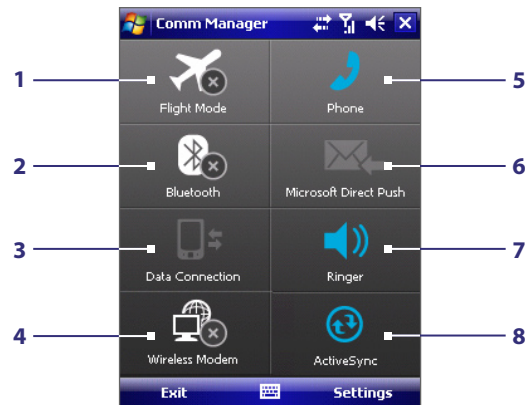 Comm Manager
1
Flight Mode
5
Phone
2
Bluetooth
6
Microsoft Direct Push
3
Data Connection
7
Ringer
4
Wireless Modem
8
ActiveSync
Exit
Settings